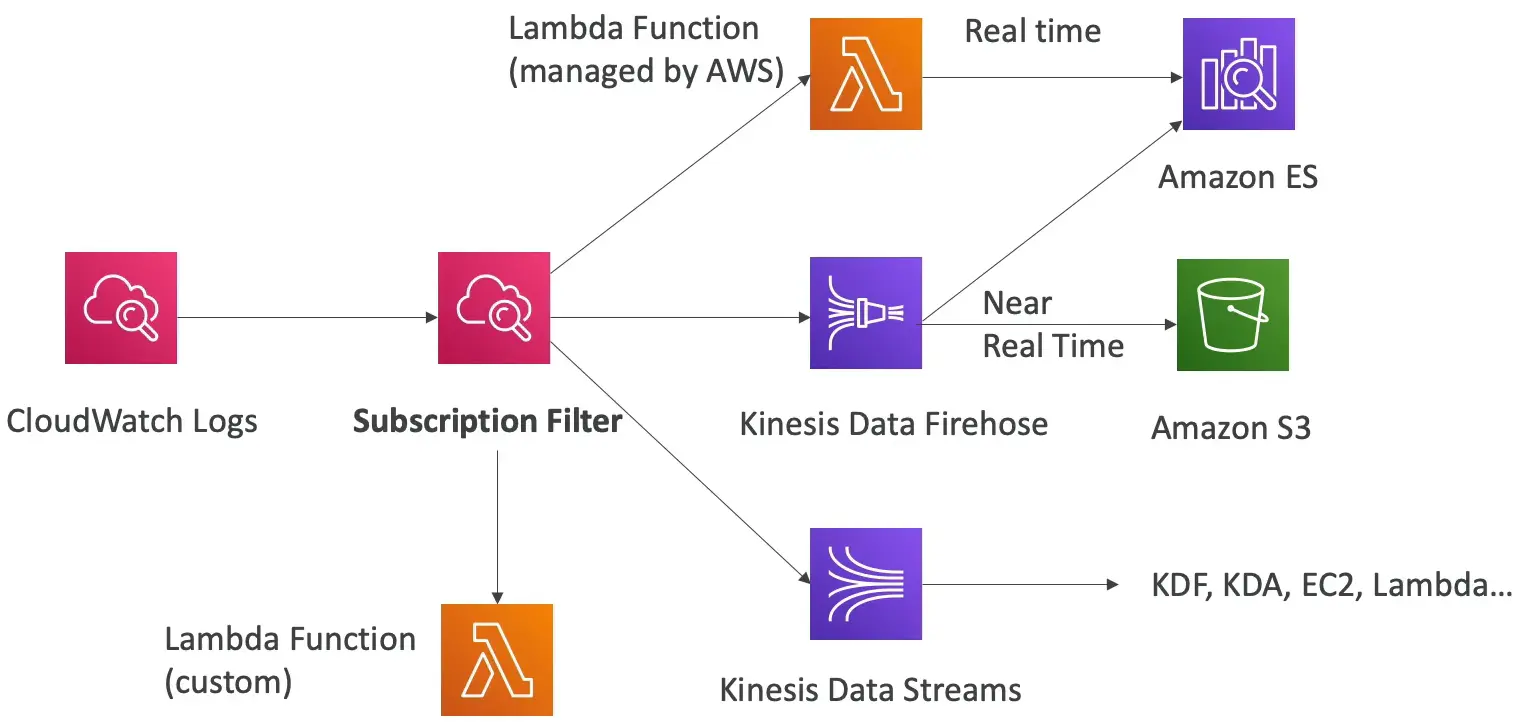 Lambda Function
(managed by AWS)
Real time
Amazon ES
CloudWatch Logs
Subscription Filter
Near
Real Time
Kinesis Data Firehose
Amazon S3
Lambda Function
(custom)
Kinesis Data Streams
KDF, KDA, EC2, Lambda...